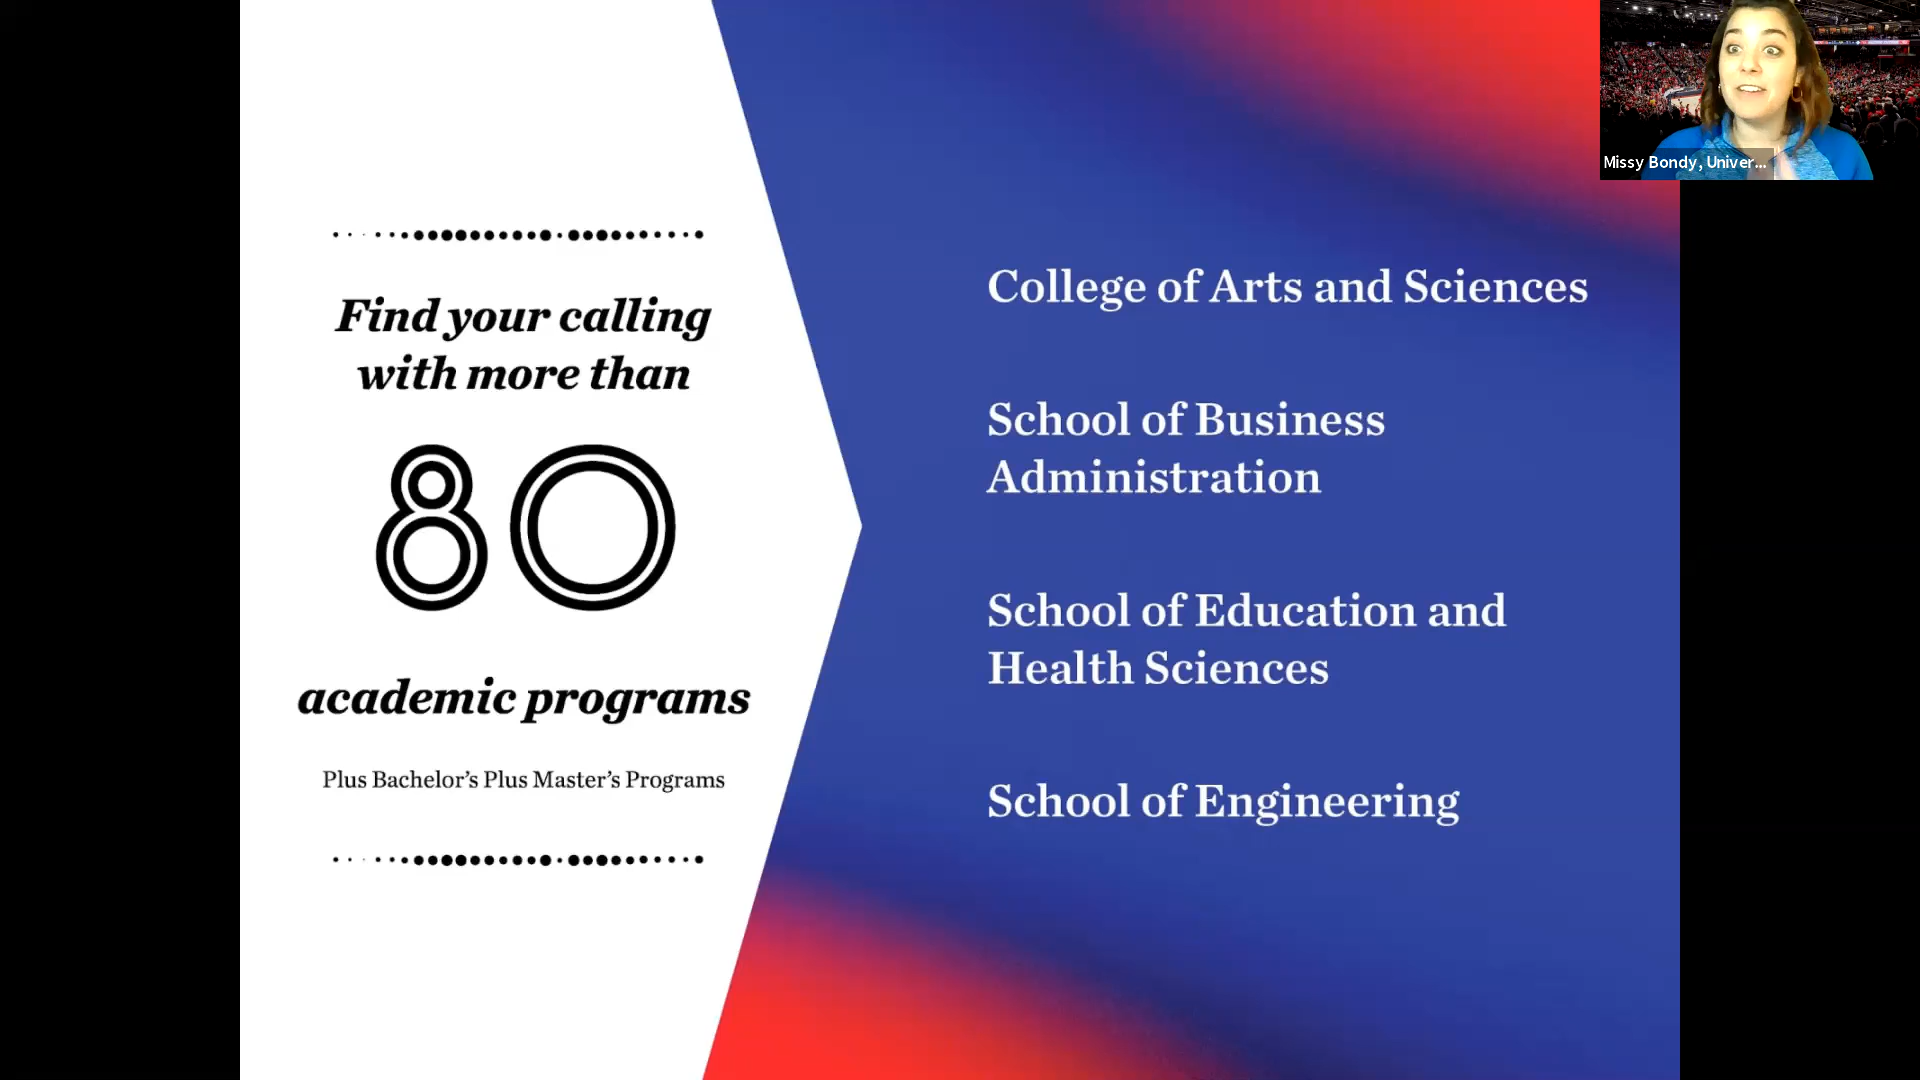 Find your calling
with more than
80
academic programs
Plus Bachelor's Plus Master's Programs
College of Arts and Sciences
School of Business
Administration
School of Education and
Health Sciences
School of Engineering
Missy Bondy, Univer...